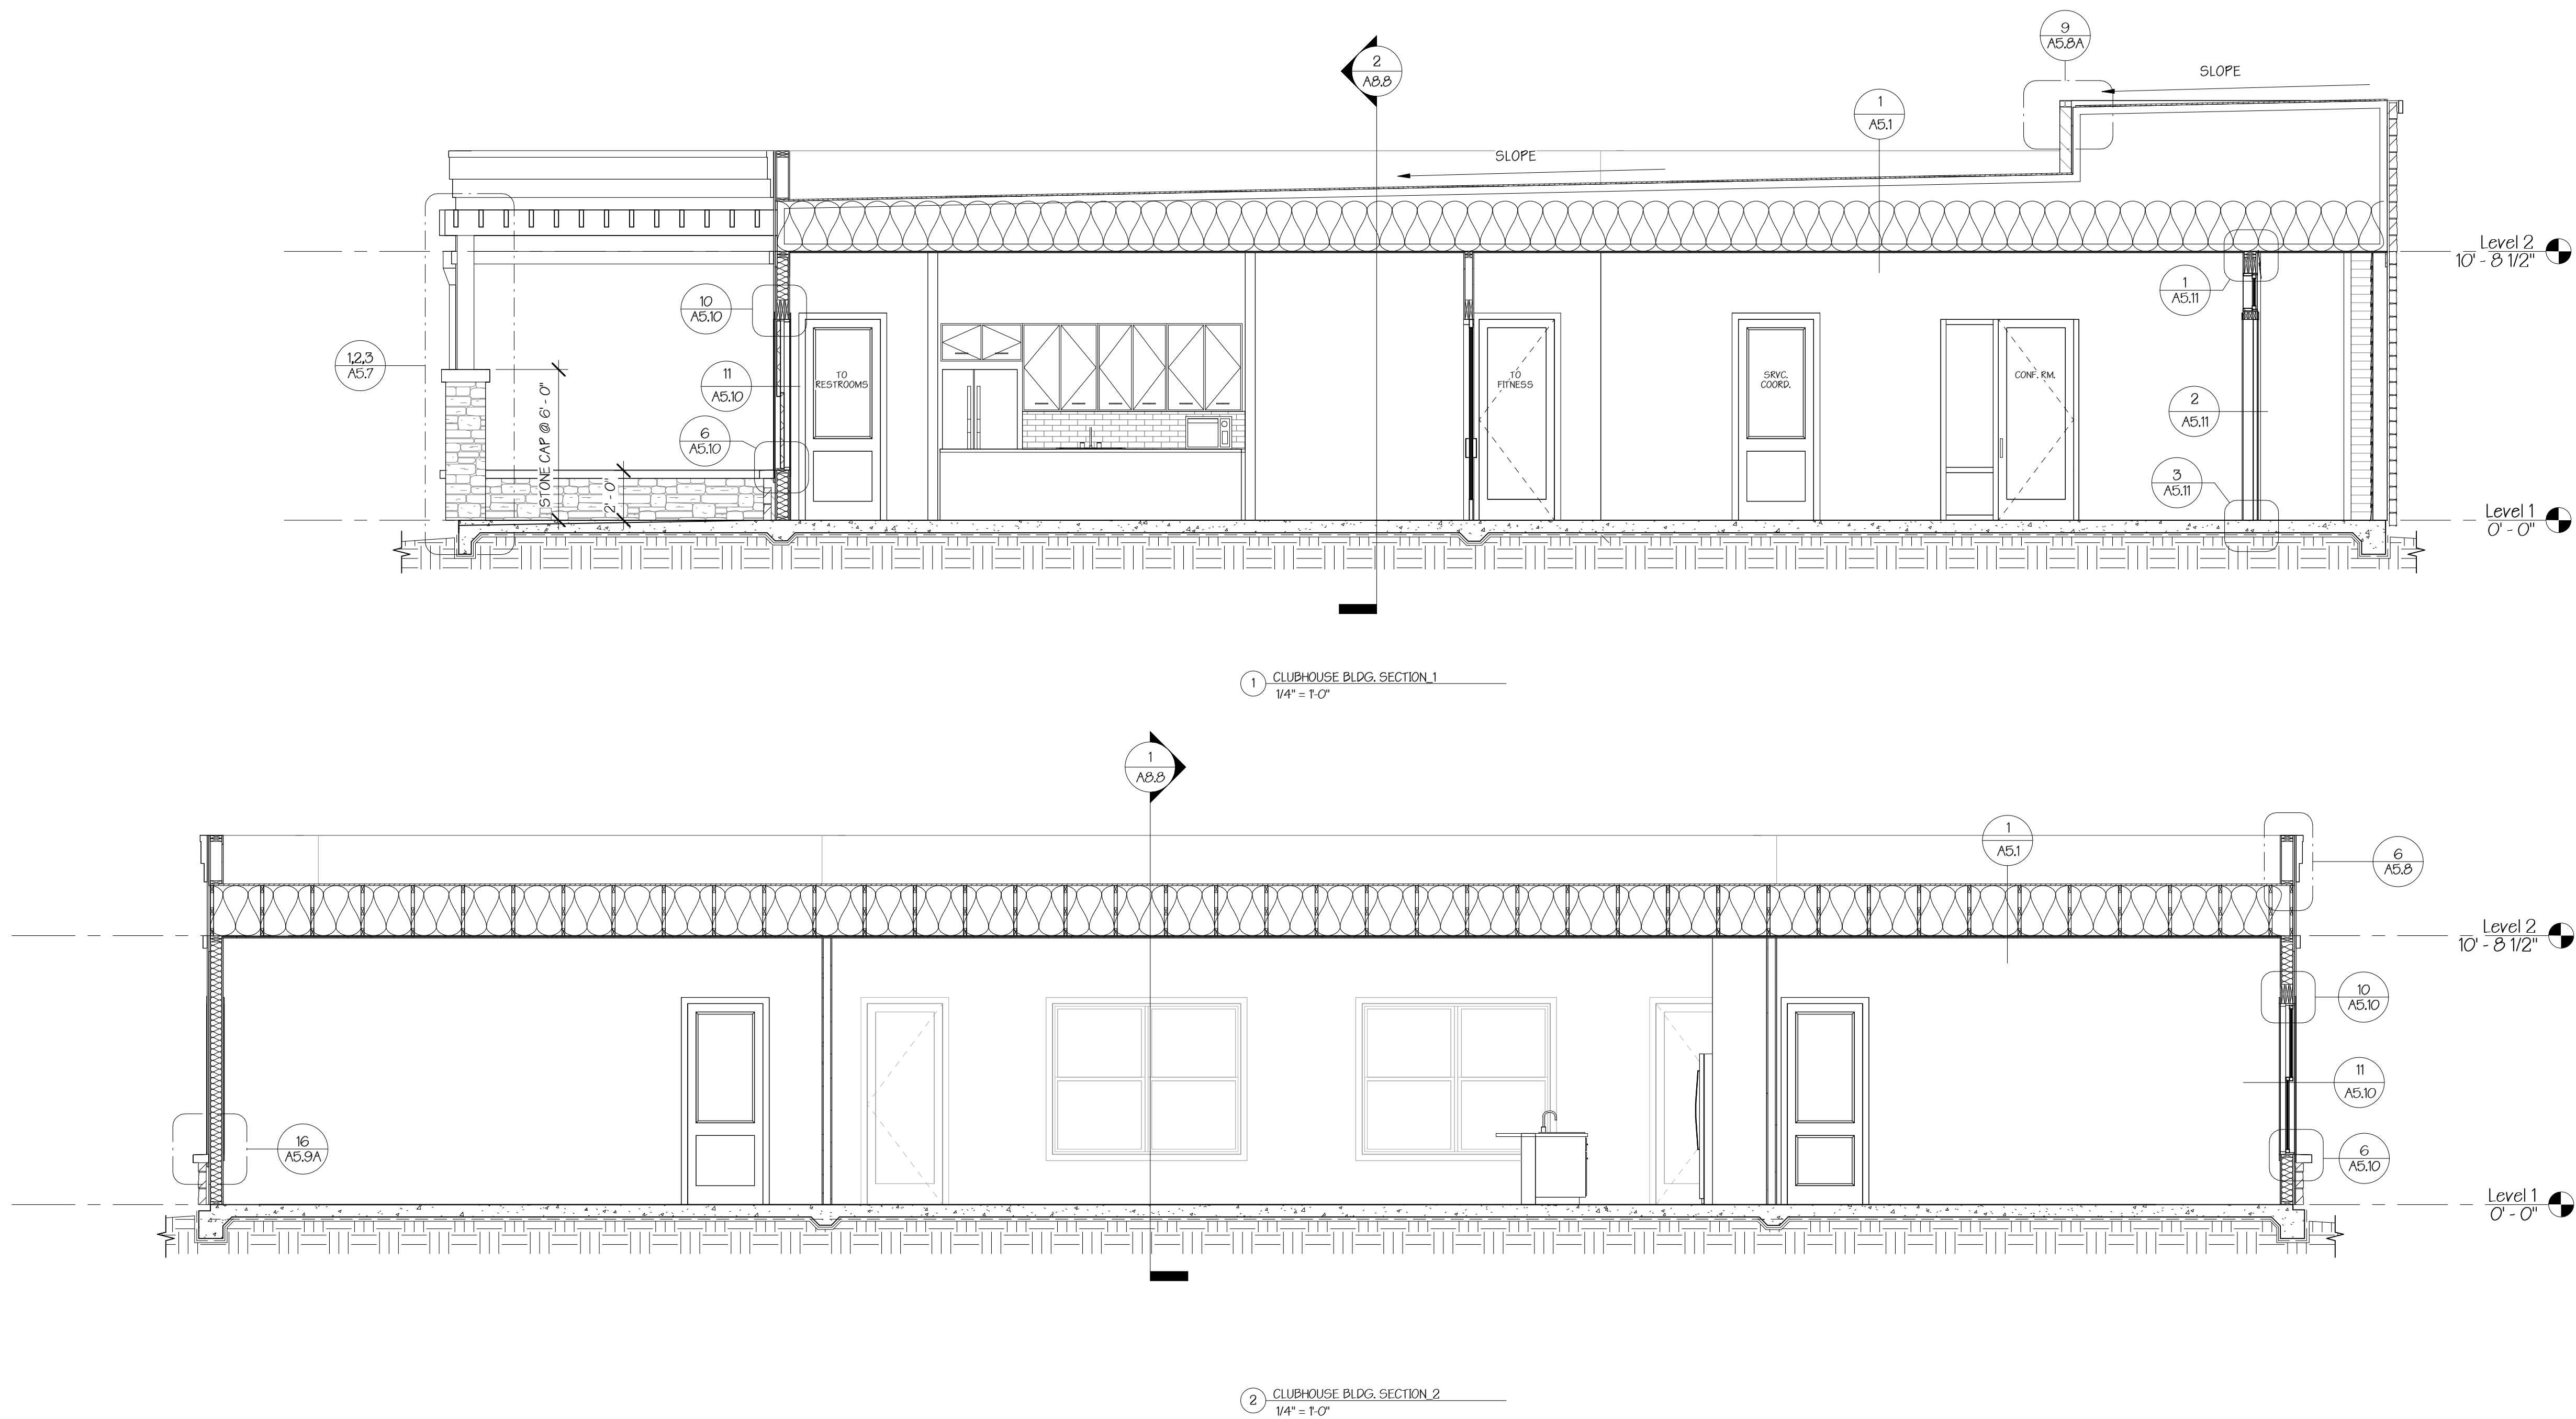 9
A5.8A
SLOPE
2
A8.8
1
A5.1
SLOPE
Level 2
10' - 8 1/2"
1
A5.11
10
A5.10
1,2,3
A5.7
11
A5.10
TO
RESTROOMS
TO
FITNESS
SRVC.
COORD.
CONF. RM.
2
A5.11
STONE CAP @ 6' - 0"
6
A5.10
2' - 0"
3
A5.11
Level 1
0' - 0"
1
CLUBHOUSE BLDG. SECTION_1
1/4" = 1'-0"
1
A8.8
1
A5.1
6
A5.8
Level 2
10' - 8 1/2"
10
A5.10
11
A5.10
16
A5.9A
6
A5.10
Level 1
0' - 0"
2
CLUBHOUSE BLDG. SECTION_2
1/4" = 1'-0"